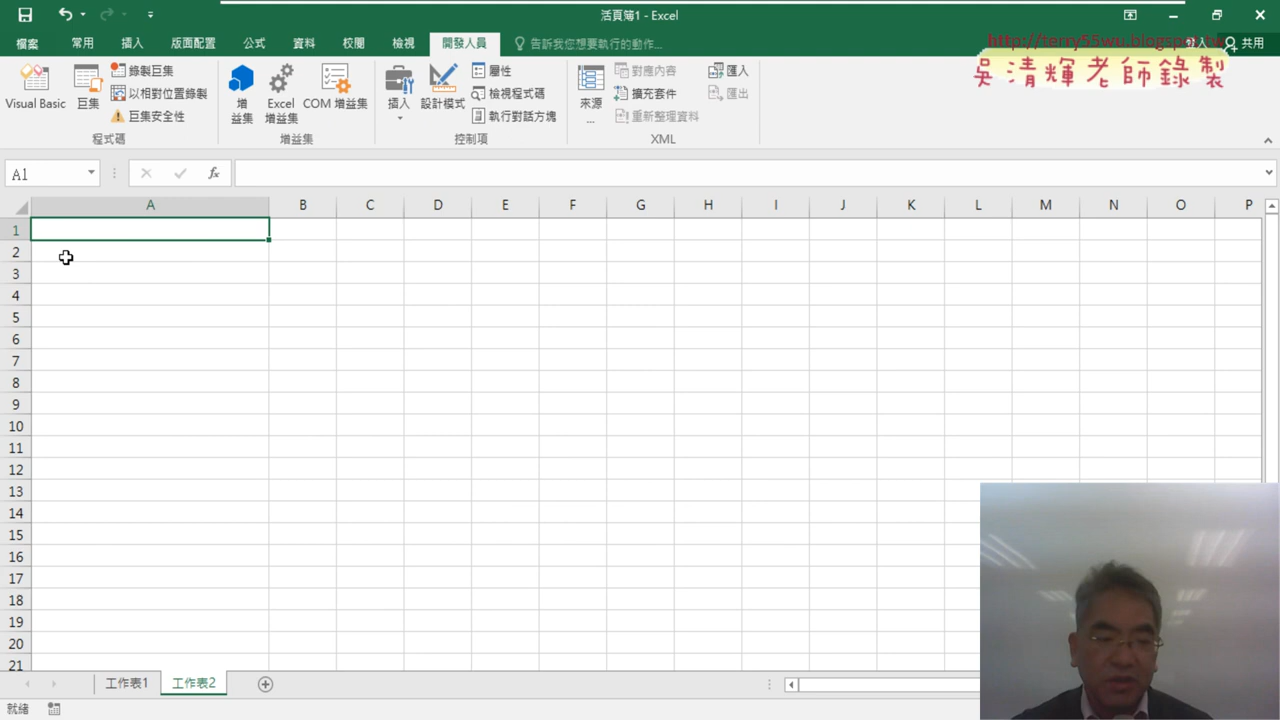 活頁簿1 - Excel
檔案 常用 插入 版面配置 公式 資料 校閱 檢視 開發人員 告訴我您想要執行的動作... 登入 共用
http://terry55wu.blogspot.tw
吳清輝老師錄製
Visual Basic 巨集 錄製巨集 以相對位置錄製 巨集安全性
程式碼
增益集 Excel 增益集 COM 增益集
增益集
插入 設計模式 屬性 檢視程式碼 執行對話方塊
控制項
來源... 對應內容 擴充套件 重新整理資料 匯入 匯出
XML
A1 fx
A B C D E F G H I J K L M N O P
1
2
3
4
5
6
7
8
9
10
11
12
13
14
15
16
17
18
19
20
21
工作表1 工作表2
就緒